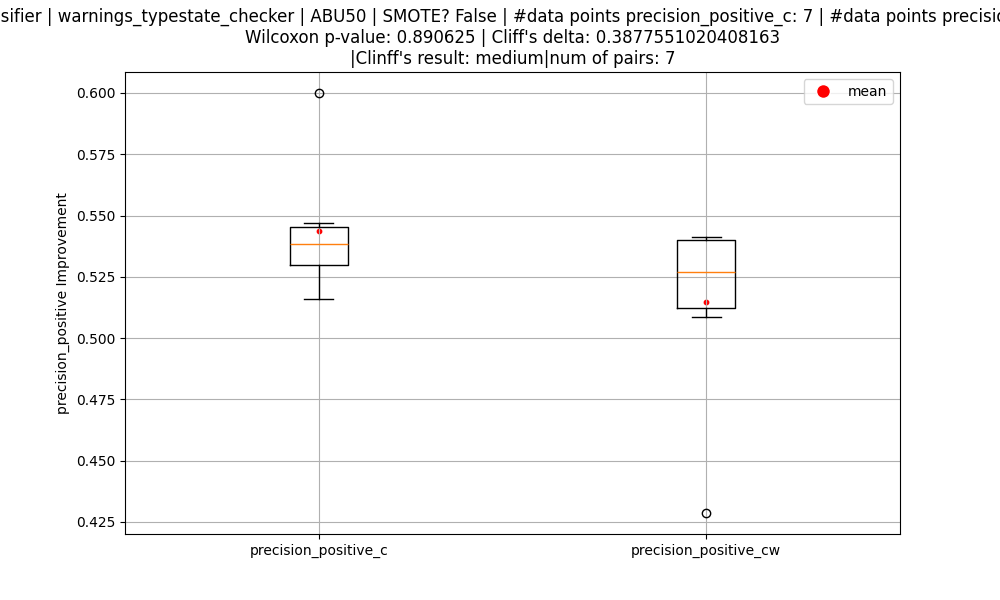 | warnings_typestate_checker | ABU50 | SMOTE? False | #data points precision_positive_c: 7 | #data points
Wilcoxon p-value: 0.890625 | Cliff's delta: 0.3877551020408163
|Clinff's result: medium|num of pairs: 7
mean
0.600
0.575
0.550
0.525
0.500
0.475
0.450
0.425
precision_positive Improvement
precision_positive_c
precision_positive_cw